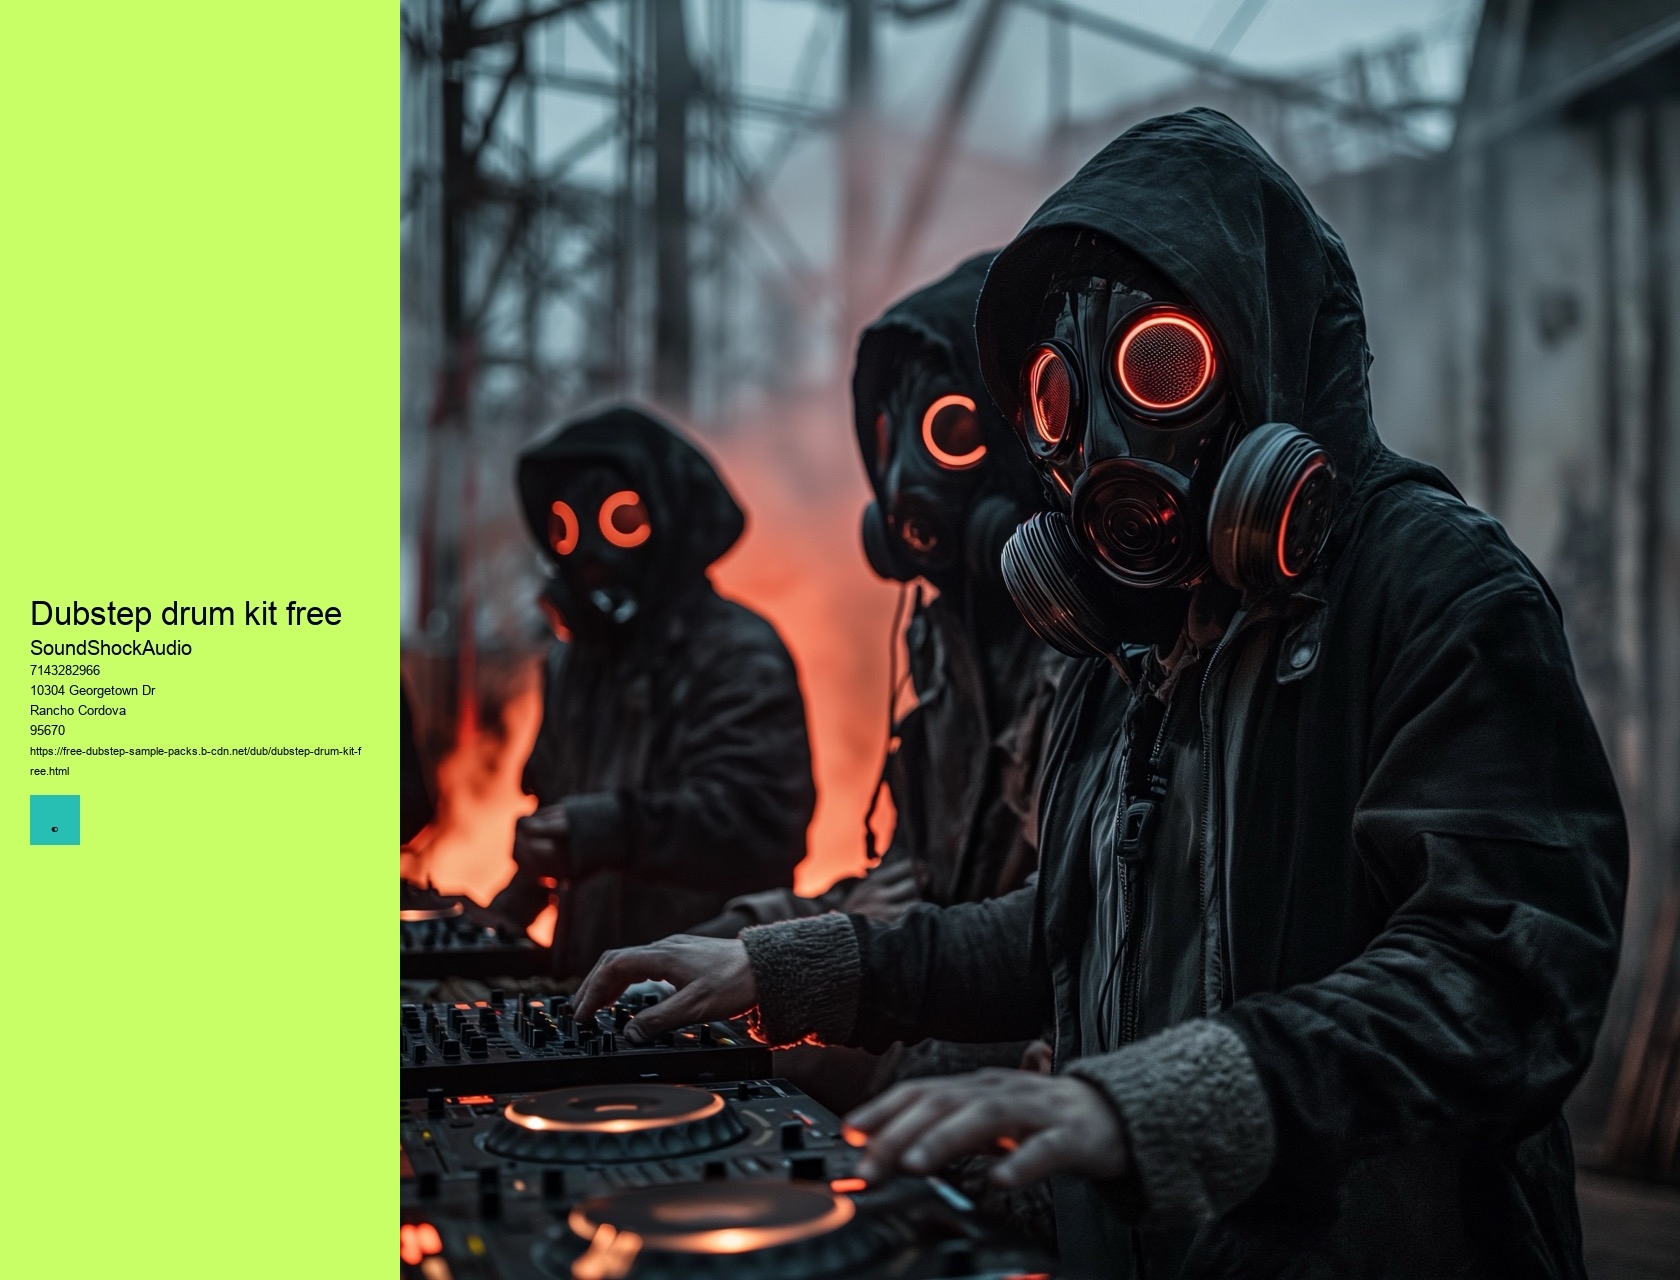 Dubstep drum kit free
SoundShockAudio
7143282966
10304 Georgetown Dr
Rancho Cordova
95670
https://free-dubstep-sample-packs.b-cdn.net/dub/dubstep-drum-kit-f
ree.html